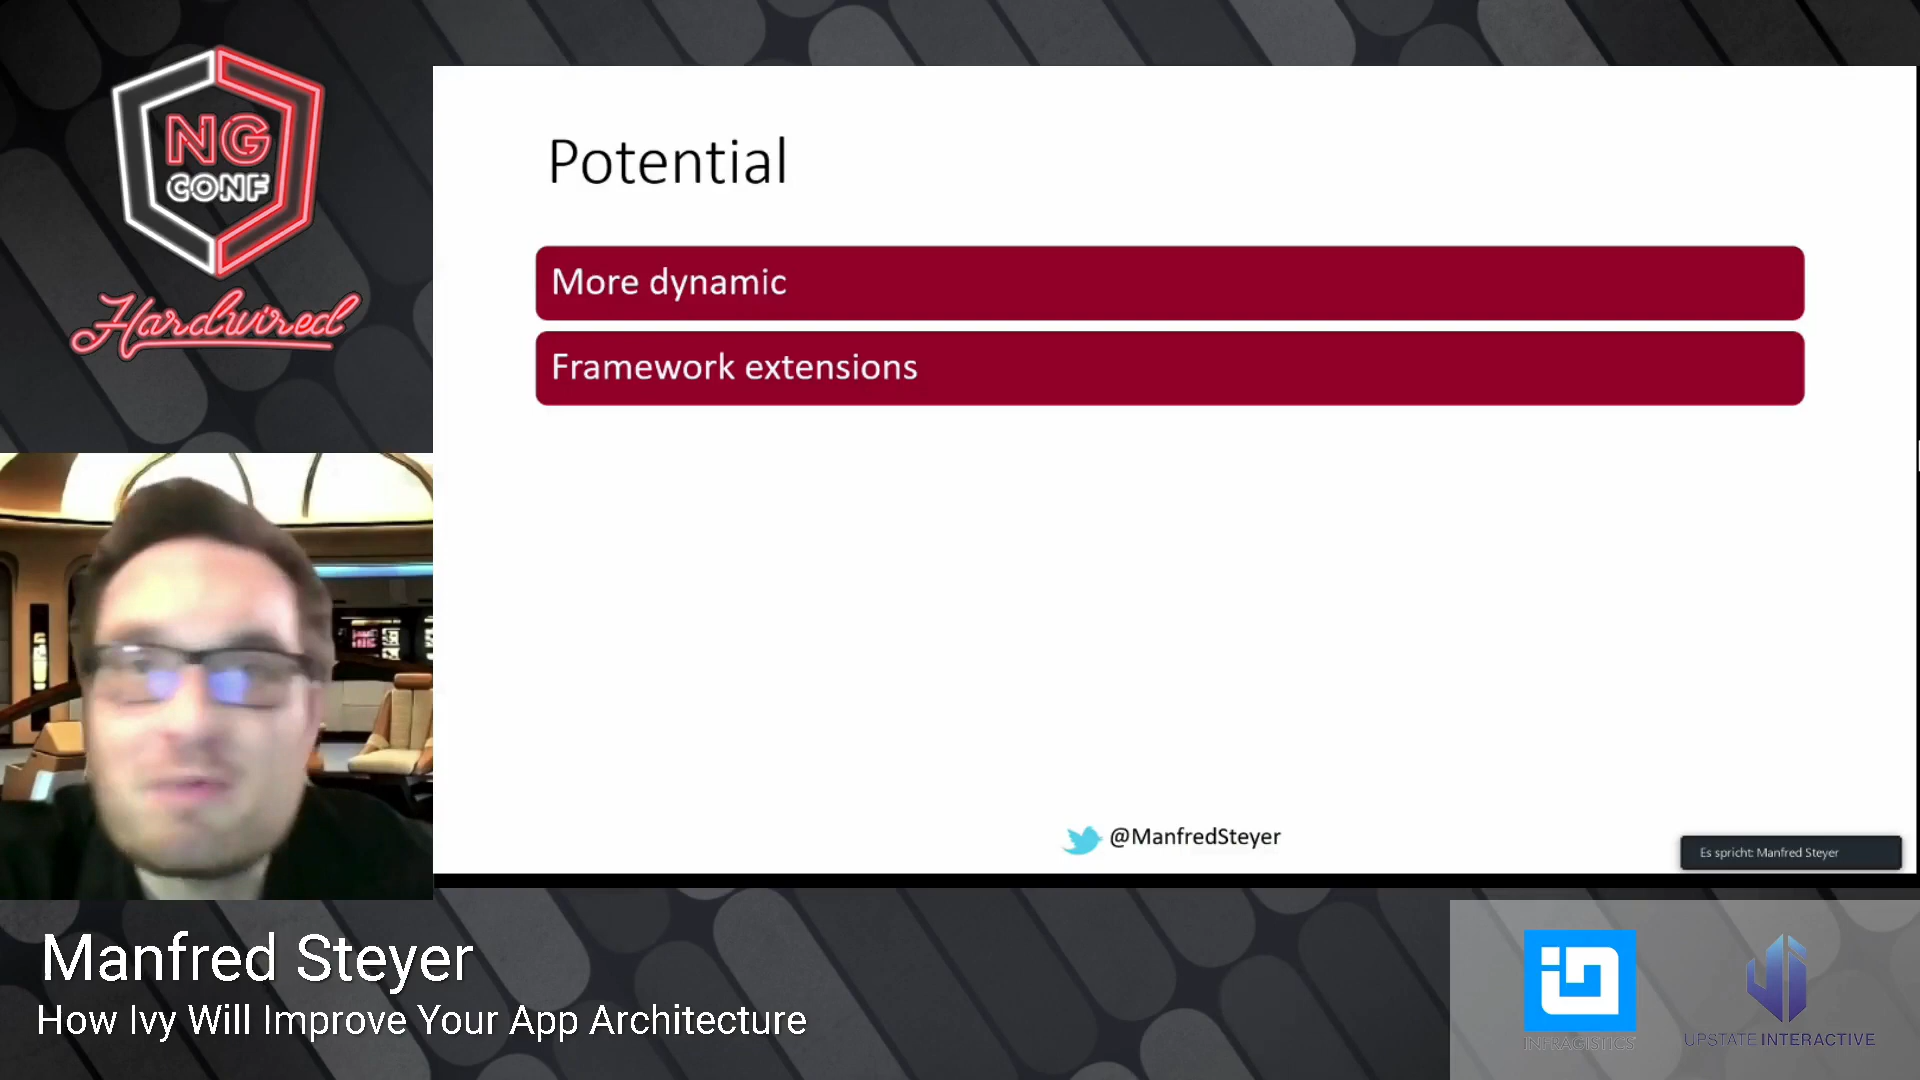 NG
CONF
Hardwired
Potential
More dynamic
Framework extensions
@ManfredSteyer
Es spricht: Manfred Steyer
Manfred Steyer
How Ivy Will Improve Your App Architecture
INFRAGISTICS
UPSTATE INTERACTIVE